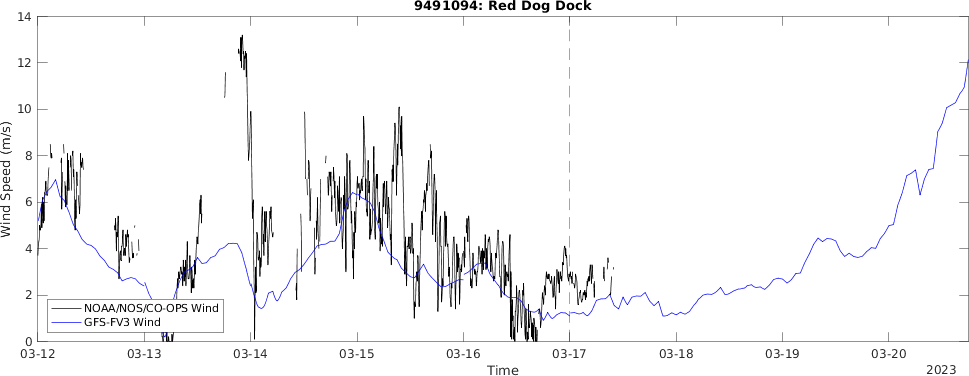 9491094: Red Dog Dock
14
12
10
8
6
4
2
0
Wind Speed (m/s)
NOAA/NOS/CO-OPS Wind
GFS-FV3 Wind
03-12 03-13 03-14 03-15 03-16 03-17 03-18 03-19 03-20
Time
2023